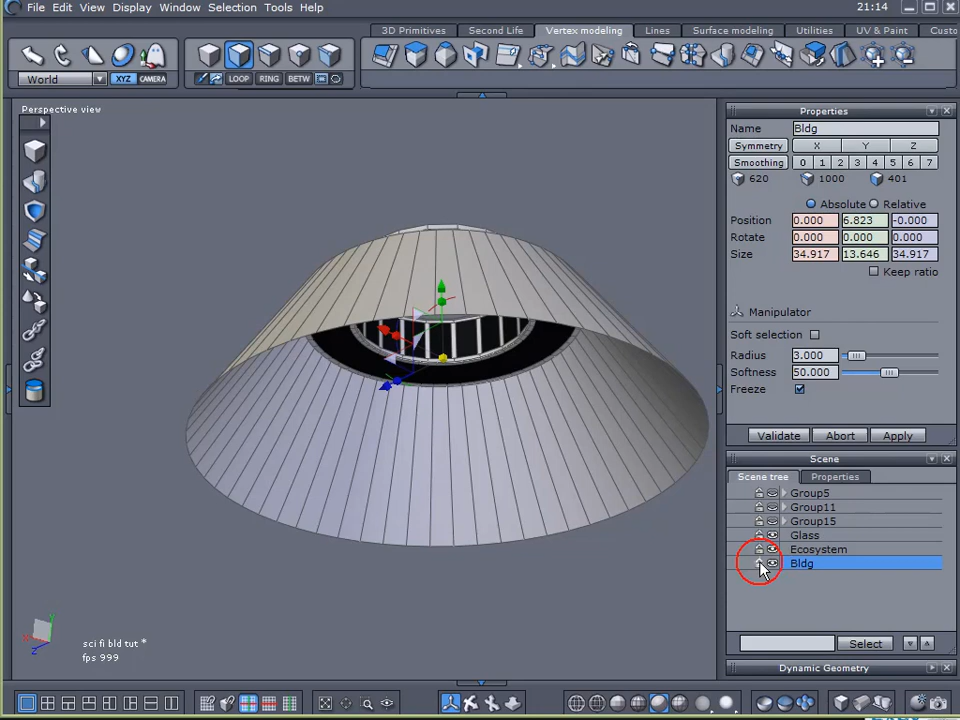 File Edit View Display Window Selection Tools Help 21:14
3D Primitives Second Life Vertex modeling Lines Surface modeling Utilities UV & Paint Custo
World XYZ CAMERA LOOP RING BETW
Perspective view
Properties
Name Bldg
Symmetry X Y Z
Smoothing 0 1 2 3 4 5 6 7
620 1000 401
Absolute Relative
Position 0.000 6.823 -0.000
Rotate 0.000 0.000 0.000
Size 34.917 13.646 34.917
Keep ratio
Manipulator
Soft selection
Radius 3.000
Softness 50.000
Freeze
Validate Abort Apply
Scene
Scene tree Properties
Group5
Group11
Group15
Glass
Ecosystem
Bldg
Select
Dynamic Geometry
sci fi bld tut *
fps 999